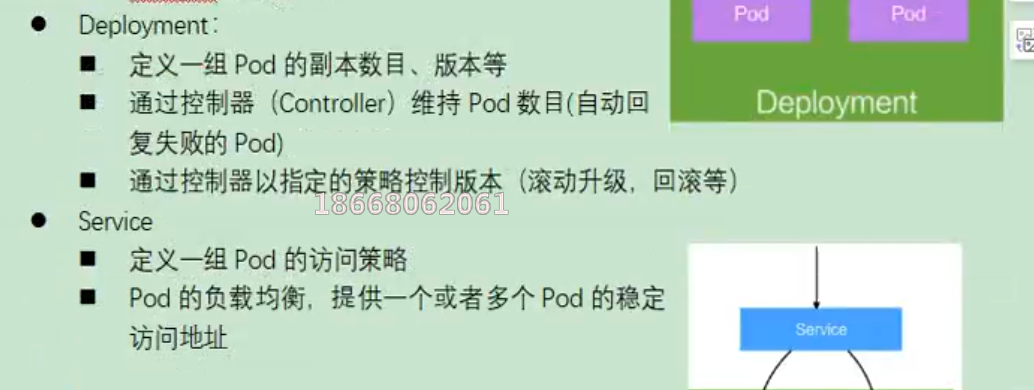 Pod Pod
Deployment:
定义一组 Pod 的副本数目、版本等
通过控制器（Controller）维持 Pod 数目(自动回
复失败的 Pod)
Deployment
通过控制器以指定的策略控制版本（滚动升级，回滚等）
18668062061
Service
定义一组 Pod 的访问策略
Pod 的负载均衡，提供一个或者多个 Pod 的稳定
访问地址
Service